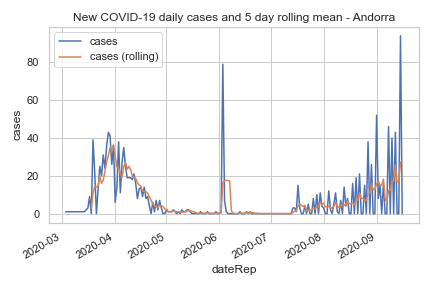 New COVID-19 daily cases and 5 day rolling mean - Andorra
cases
cases (rolling)
cases
80
60
40
20
0
2020-03
2020-04
2020-05
2020-06
2020-07
2020-08
2020-09
dateRep